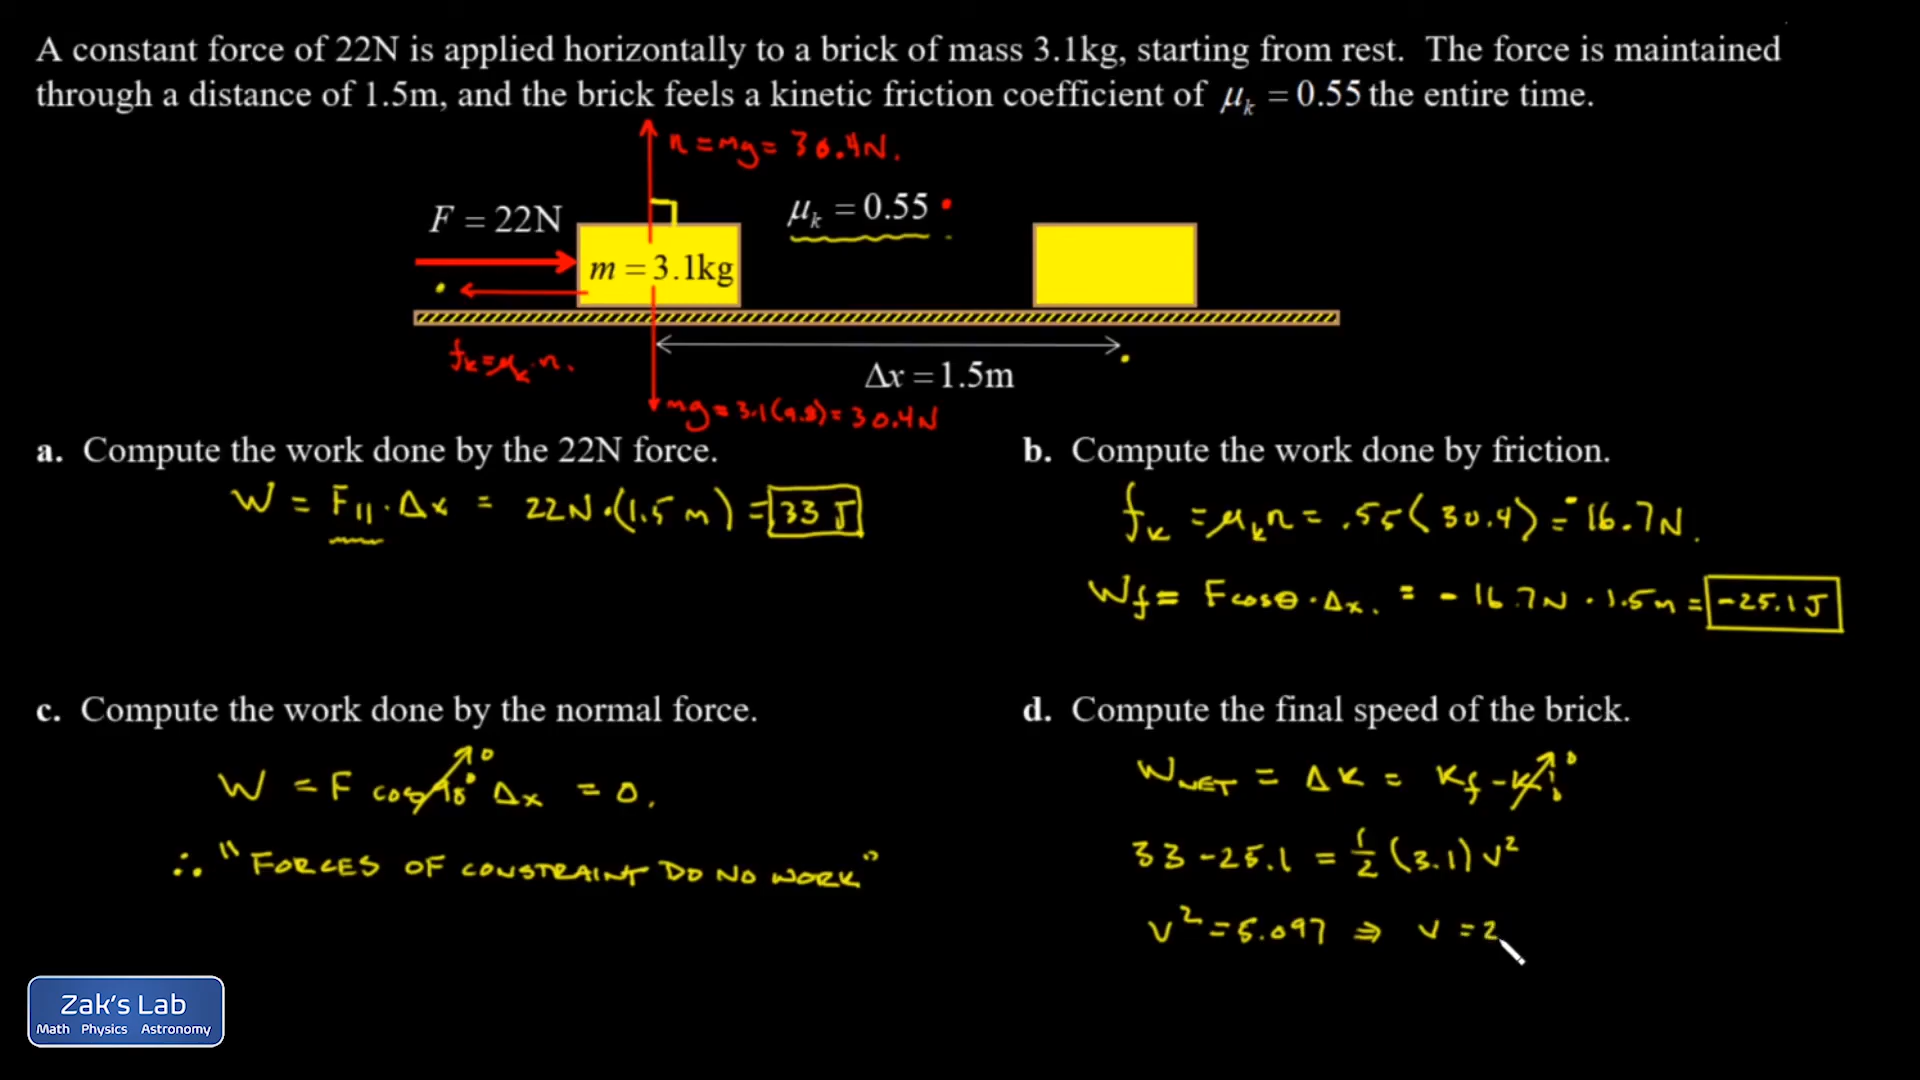 A constant force of 22N is applied horizontally to a brick of mass 3.1kg, starting from rest. The force is maintained
through a distance of 1.5m, and the brick feels a kinetic friction coefficient of μₖ = 0.55 the entire time.
n = mg = 30.4N.
F = 22N
μₖ = 0.55
m = 3.1kg
fₖ = μₖ·n.
Δx = 1.5m
mg = 3.1(9.8) = 30.4N
a. Compute the work done by the 22N force.
W = F|| · Δx = 22N·(1.5m) = 33 J
b. Compute the work done by friction.
fₖ = μₖn = .55(30.4) = -16.7N.
Wf = Fcosθ · Δx. = -16.7N · 1.5m = -25.1 J
c. Compute the work done by the normal force.
W = F cos 90° Δx = 0.
0
∴ "FORCES OF CONSTRAINT DO NO WORK"
d. Compute the final speed of the brick.
W_NET = ΔK = Kf - Ki
0
33 - 25.1 = 1/2 (3.1) v²
v² = 5.097 ⇒ v = 2
Zak's Lab
Math Physics Astronomy